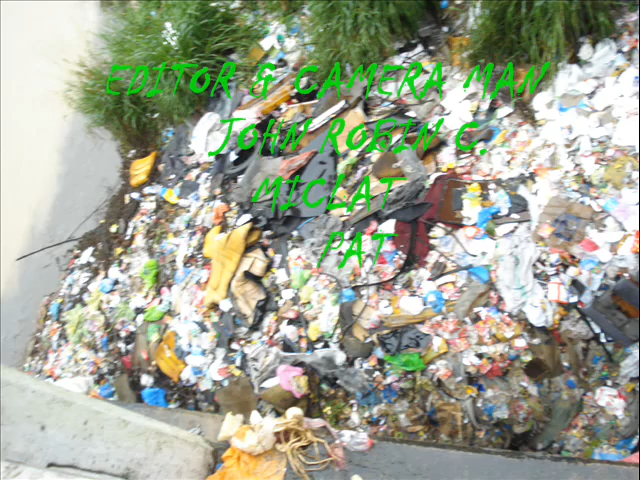 EDITOR & CAMERA MAN
JOHN ROBIN C.
MICLAT
PAT